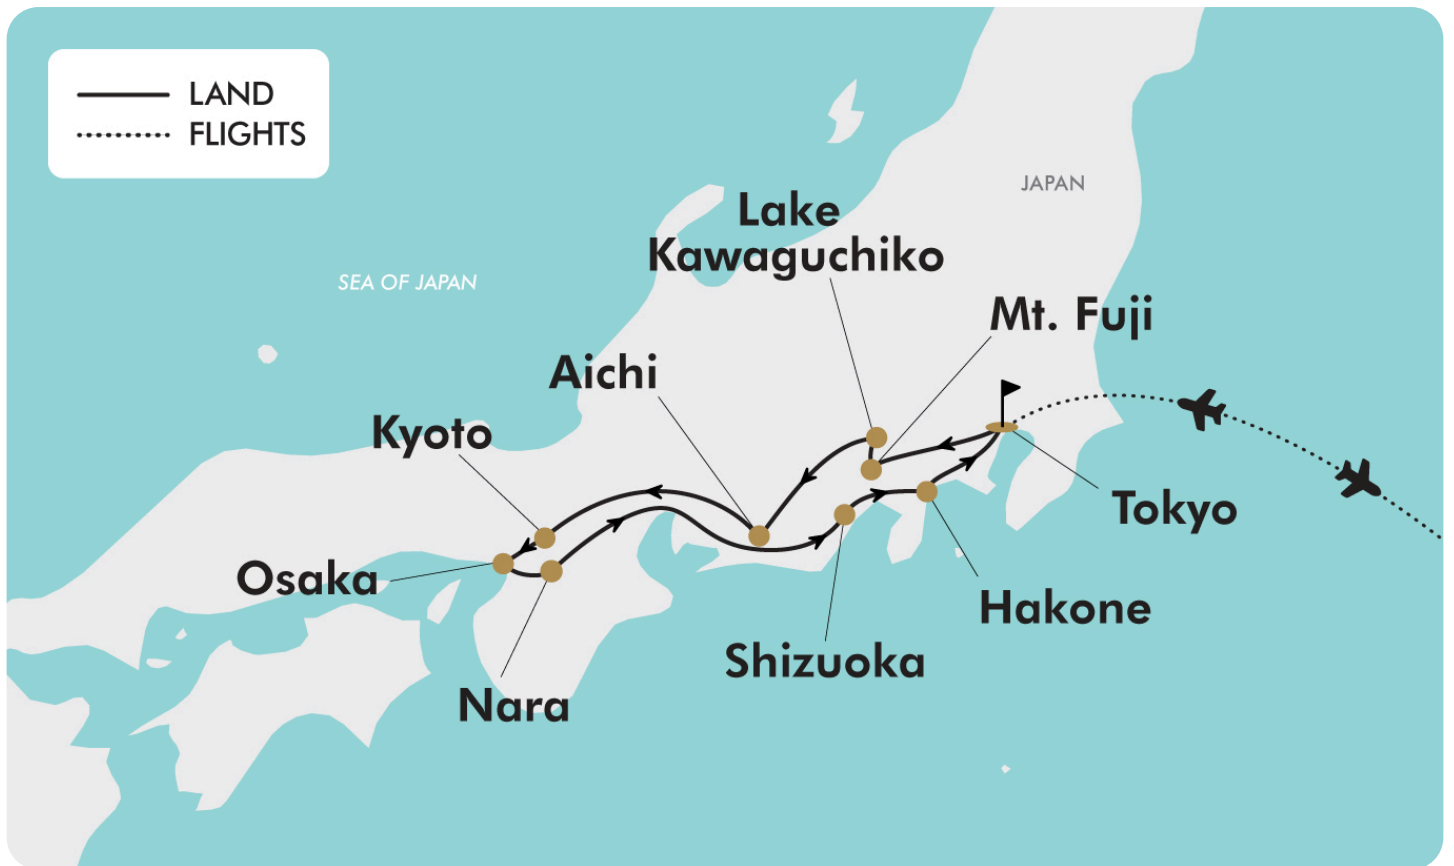 LAND
FLIGHTS
JAPAN
Lake
Kawaguchiko
SEA OF JAPAN
Mt. Fuji
Aichi
Kyoto
Tokyo
Osaka
Hakone
Shizuoka
Nara